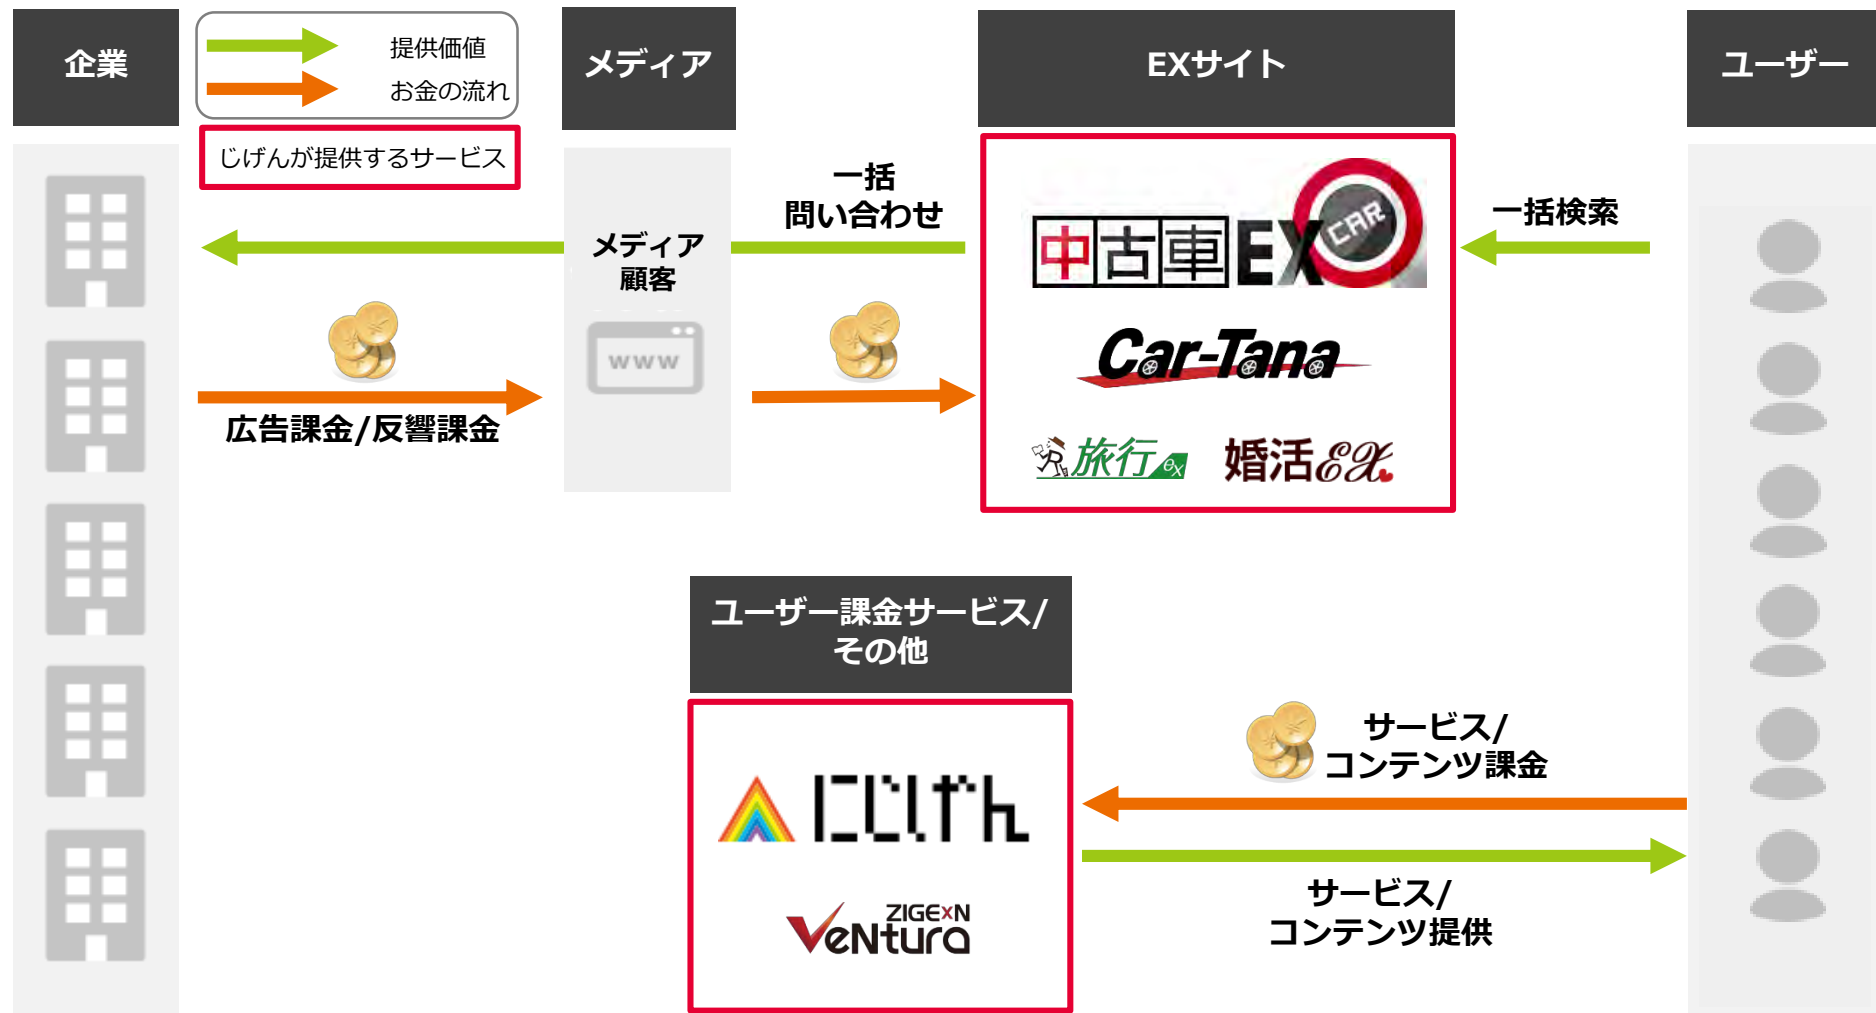 企業
提供価値
お金の流れ
じげんが提供するサービス
メディア
EXサイト
ユーザー
一括
問い合わせ
一括検索
メディア
顧客
www
広告課金/反響課金
中古車EX
CAR
Car-Tana
旅行ex
婚活EX
ユーザー課金サービス/
その他
にじげん
ZIGExN
VeNtura
サービス/
コンテンツ課金
サービス/
コンテンツ提供